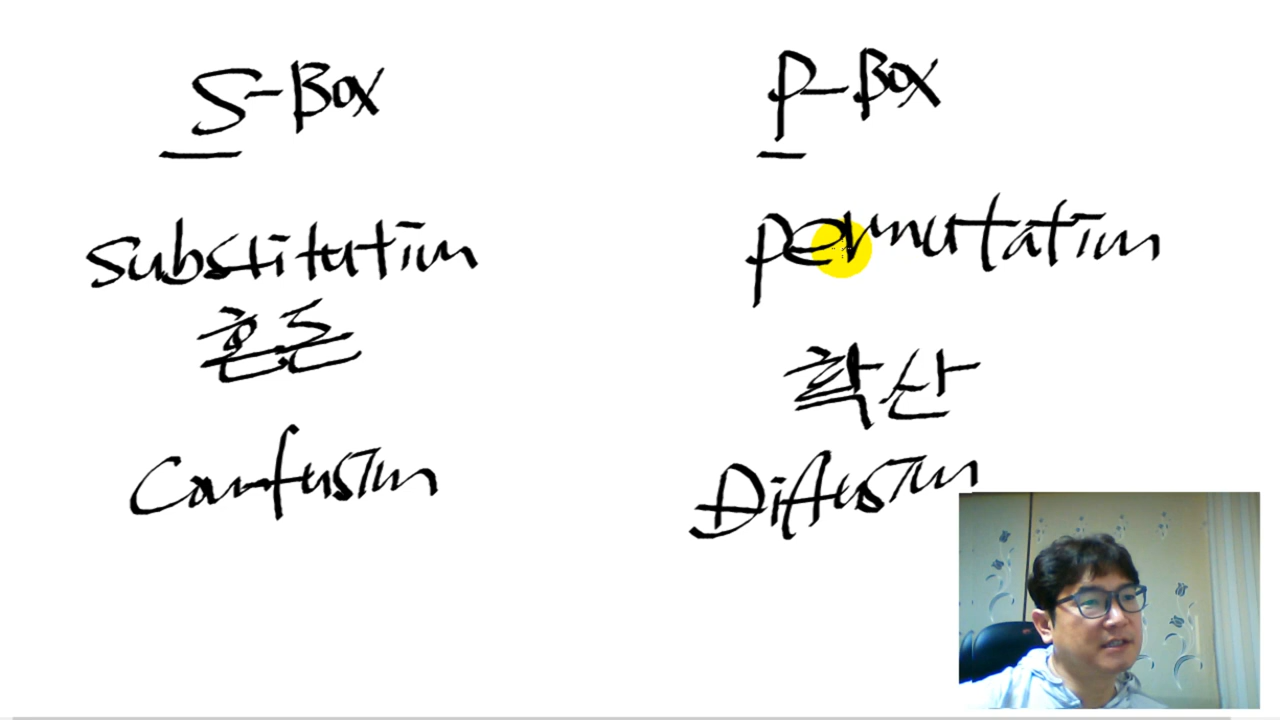 S-Box
Substitution
혼돈
Confusion
P-Box
Permutation
확산
Diffusion